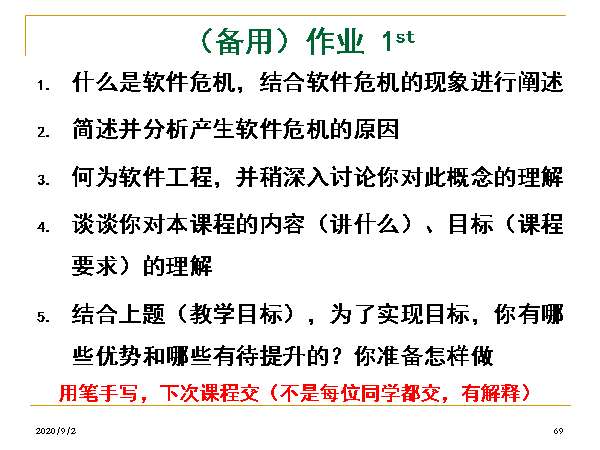 （备用）作业 1st
1. 什么是软件危机，结合软件危机的现象进行阐述
2. 简述并分析产生软件危机的原因
3. 何为软件工程，并稍深入讨论你对此概念的理解
4. 谈谈你对本课程的内容（讲什么）、目标（课程
要求）的理解
5. 结合上题（教学目标），为了实现目标，你有哪
些优势和哪些有待提升的？你准备怎样做
用笔手写，下次课程交（不是每位同学都交，有解释）
2020/9/2 69